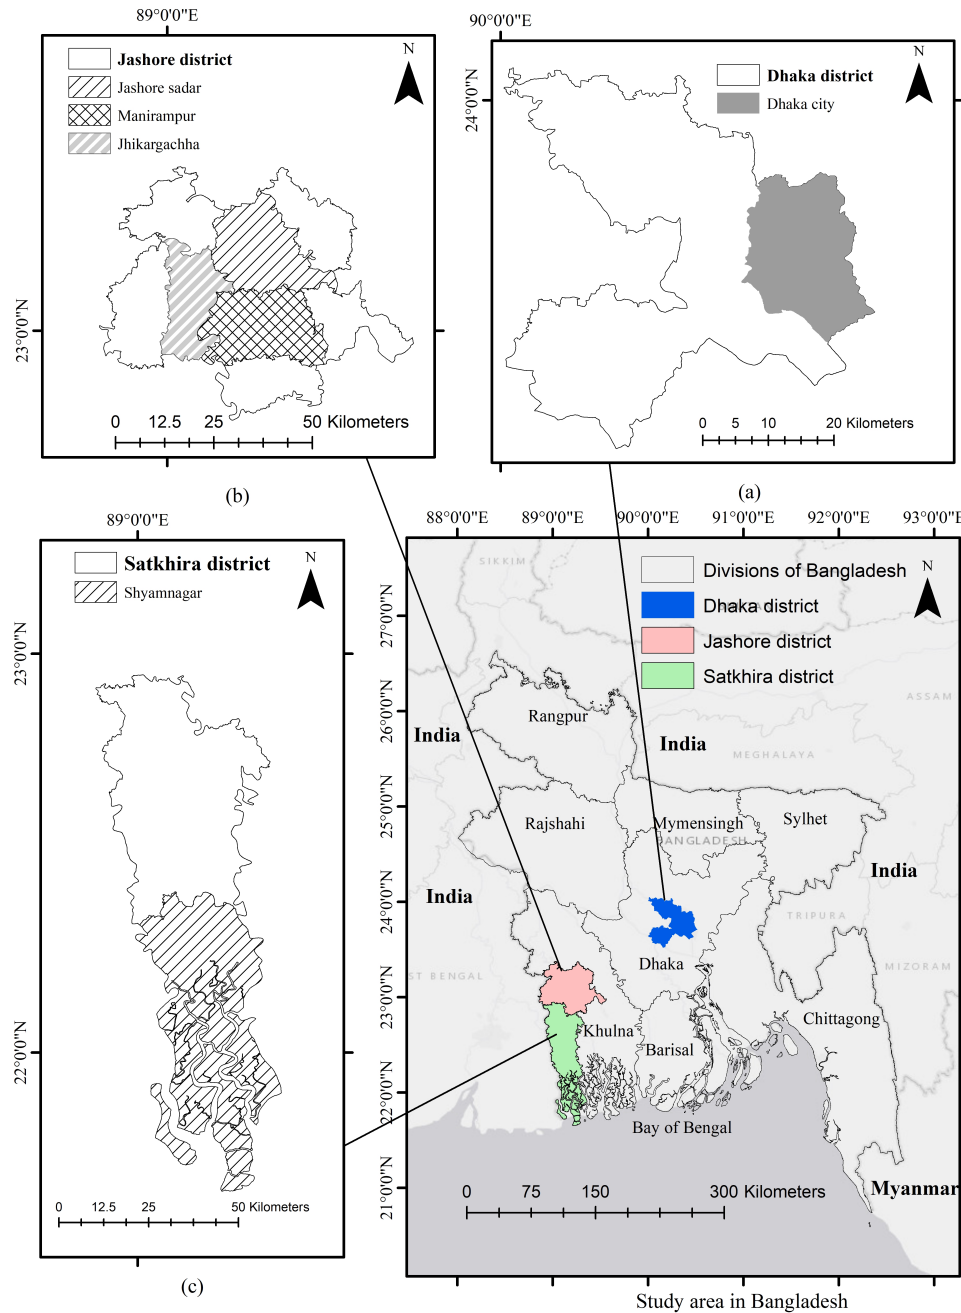 89°0'0"E
N
Jashore district
Jashore sadar
Manirampur
Jhikargachha
23°0'0"N
0 12.5 25 50 Kilometers
(b)
90°0'0"E
N
24°0'0"N
Dhaka district
Dhaka city
0 5 10 20 Kilometers
(a)
89°0'0"E
N
Satkhira district
Shyamnagar
23°0'0"N
22°0'0"N
0 12.5 25 50 Kilometers
(c)
88°0'0"E 89°0'0"E 90°0'0"E 91°0'0"E 92°0'0"E 93°0'0"E
N
Divisions of Bangladesh
Dhaka district
Jashore district
Satkhira district
27°0'0"N
26°0'0"N
25°0'0"N
24°0'0"N
23°0'0"N
22°0'0"N
21°0'0"N
SIKKIM
ASSAM
Rangpur
India
India
MEGHALAYA
Rajshahi
Mymensingh
Sylhet
BANGLADESH
India
India
TRIPURA
Dhaka
ST BENGAL
MIZORAM
Khulna
Chittagong
Barisal
Bay of Bengal
Myanmar
0 75 150 300 Kilometers
Study area in Bangladesh